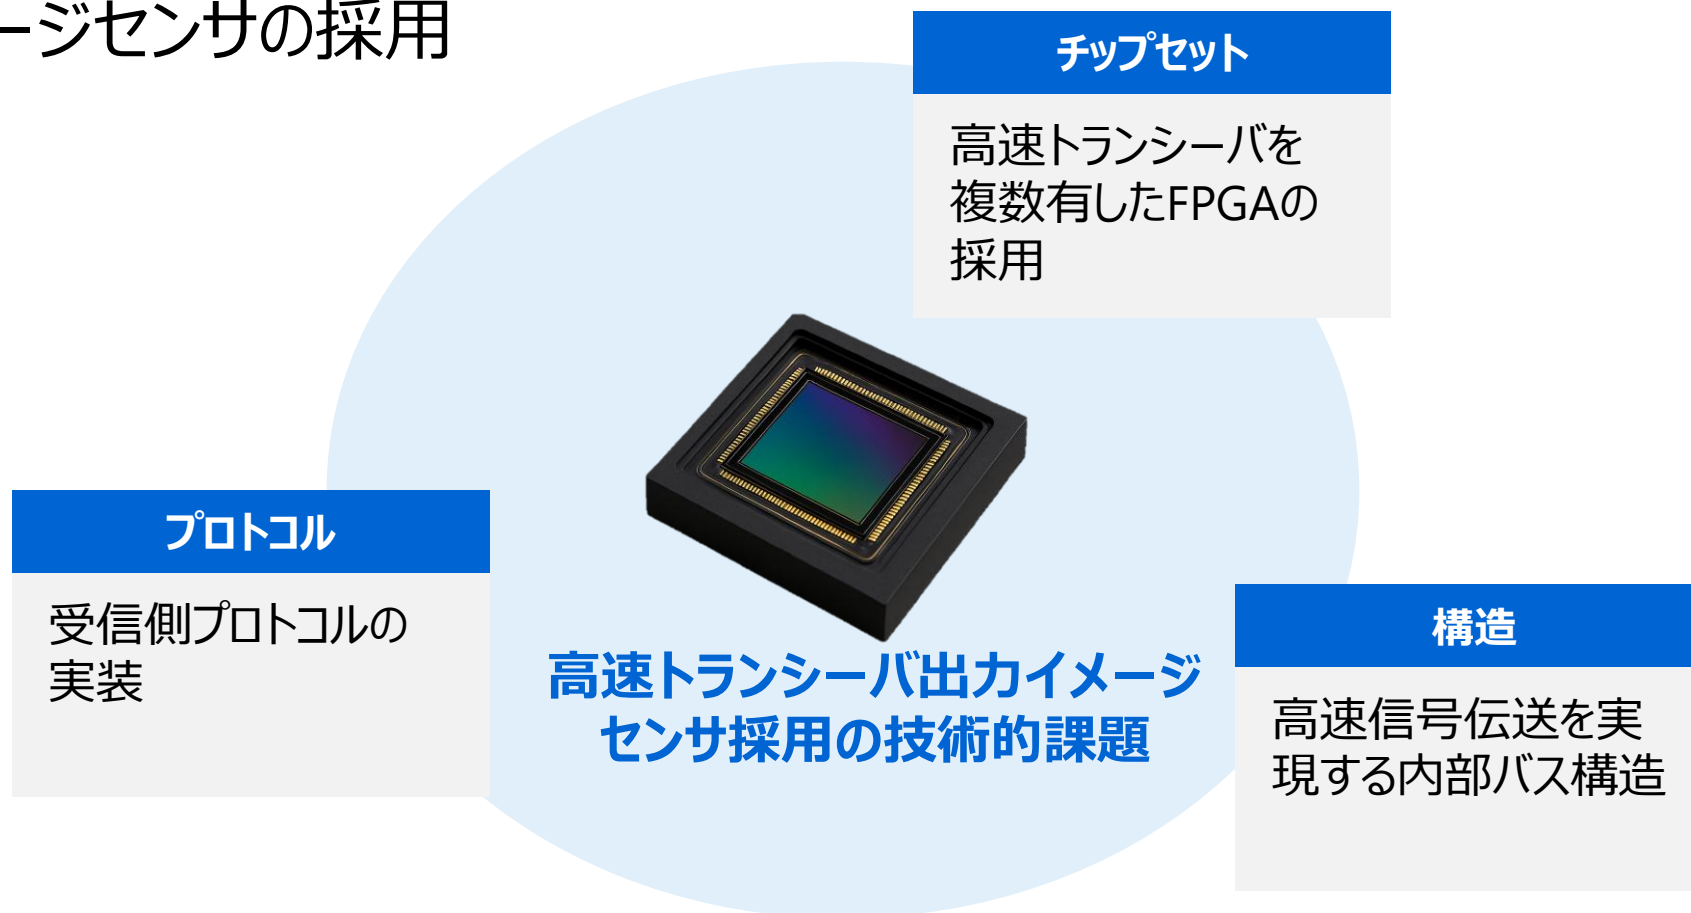 ージセンサの採用
チップセット
高速トランシーバを
複数有したFPGAの
採用
プロトコル
受信側プロトコルの
実装
高速トランシーバ出力イメージ
センサ採用の技術的課題
構造
高速信号伝送を実
現する内部バス構造